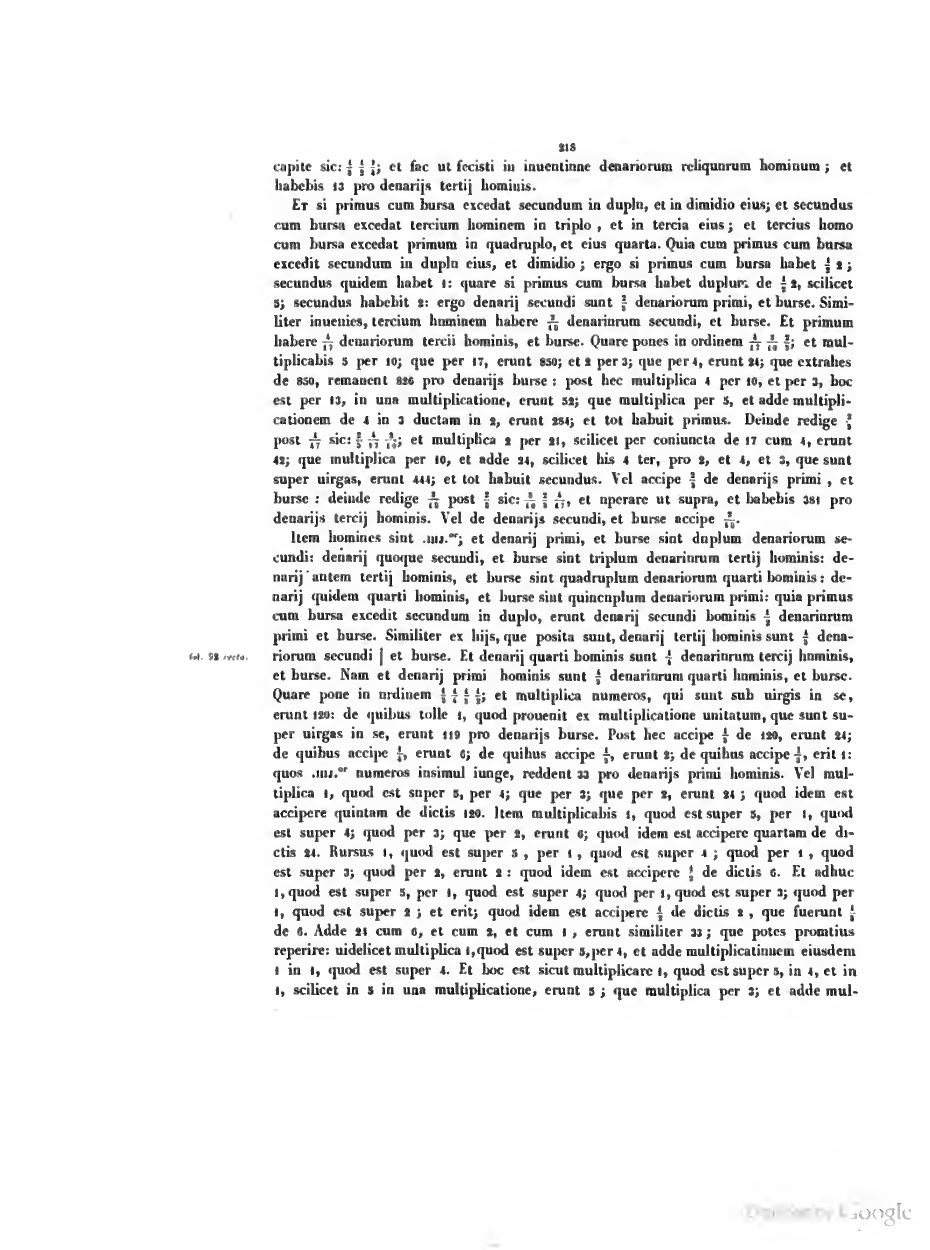 218
capite sic: 1/2 1/3 1/4; et fac ut fecisti in inuentione denariorum reliquorum hominum ; et
habebis 13 pro denarijs tertij hominis.
ET si primus cum bursa excedat secundum in duplo, et in dimidio eius; et secundus
cum bursa excedat tercium hominem in triplo , et in tercia eius ; et tercius homo
cum bursa excedat primum in quadruplo, et eius quarta. Quia cum primus cum bursa
excedit secundum in duplo eius, et dimidio ; ergo si primus cum bursa habet 1/2 2 ;
secundus quidem habet 1: quare si primus cum bursa habet duplum de 1/2 2, scilicet
5; secundus habebit 2: ergo denarij secundi sunt 2/5 denariorum primi, et burse. Simi-
liter inuenies, tercium hominem habere 3/10 denariorum secundi, et burse. Et primum
habere 4/17 denariorum tercii hominis, et burse. Quare pones in ordinem 4/17 3/10 2/5; et mul-
tiplicabis 5 per 10; que per 17, erunt 850; et 2 per 3; que per 4, erunt 24; que extrahes
de 850, remanent 826 pro denarijs burse : post hec multiplica 4 per 10, et per 3, hoc
est per 13, in una multiplicatione, erunt 52; que multiplica per 5, et adde multipli-
cationem de 4 in 3 ductam in 2, erunt 284; et tot habuit primus. Deinde redige 2/5
post 4/17 sic: 2/5 4/17 3/10; et multiplica 2 per 21, scilicet per coniuncta de 17 cum 4, erunt
42; que multiplica per 10, et adde 24, scilicet his 4 ter, pro 2, et 4, et 3, que sunt
super uirgas, erunt 444; et tot habuit secundus. Vel accipe 2/5 de denarijs primi , et
burse : deinde redige 3/10 post 2/5 sic: 3/10 2/5 4/17, et operare ut supra, et habebis 381 pro
denarijs tercij hominis. Vel de denarijs secundi, et burse accipe 3/10.
Item homines sint .IIIJ.or; et denarij primi, et burse sint duplum denariorum se-
cundi: denarij quoque secundi, et burse sint triplum denariorum tertij hominis: de-
narij autem tertij hominis, et burse sint quadruplum denariorum quarti hominis : de-
narij quidem quarti hominis, et burse sint quincuplum denariorum primi: quia primus
cum bursa excedit secundum in duplo, erunt denarij secundi hominis 1/2 denariorum
primi et burse. Similiter ex hijs, que posita sunt, denarij tertij hominis sunt 1/3 dena-
fol. 92 recto.
riorum secundi | et burse. Et denarij quarti hominis sunt 1/4 denariorum tercij hominis,
et burse. Nam et denarij primi hominis sunt 1/5 denariorum quarti hominis, et burse.
Quare pone in ordinem 1/2 1/4 1/3 1/5; et multiplica numeros, qui sunt sub uirgis in se,
erunt 120: de quibus tolle 1, quod prouenit ex multiplicatione unitatum, que sunt su-
per uirgas in se, erunt 119 pro denarijs burse. Post hec accipe 1/5 de 120, erunt 24;
de quibus accipe 1/4, erunt 6; de quibus accipe 1/3, erunt 2; de quibus accipe 1/2, erit 1:
quos .IIIJ.or numeros insimul iunge, reddent 33 pro denarijs primi hominis. Vel mul-
tiplica 1, quod est super 5, per 4; que per 3; que per 2, erunt 24 ; quod idem est
accipere quintam de dictis 120. Item multiplicabis 1, quod est super 5, per 1, quod
est super 4; quod per 3; que per 2, erunt 6; quod idem est accipere quartam de di-
ctis 24. Rursus 1, quod est super 5 , per 1 , quod est super 4 ; quod per 1 , quod
est super 3; quod per 2, erunt 2 : quod idem est accipere 1/3 de dictis 6. Et adhuc
1, quod est super 5, per 1, quod est super 4; quod per 1, quod est super 3; quod per
1, quod est super 2 ; et erit; quod idem est accipere 1/2 de dictis 2 , que fuerunt 1/3
de 6. Adde 24 cum 6, et cum 2, et cum 1 , erunt similiter 33 ; que potes promtius
reperire: uidelicet multiplica 1, quod est super 5, per 4, et adde multiplicationem eiusdem
1 in 1, quod est super 4. Et hoc est sicut multiplicare 1, quod est super 5, in 4, et in
1, scilicet in 5 in una multiplicatione, erunt 5 ; que multiplica per 3; et adde mul-
Google